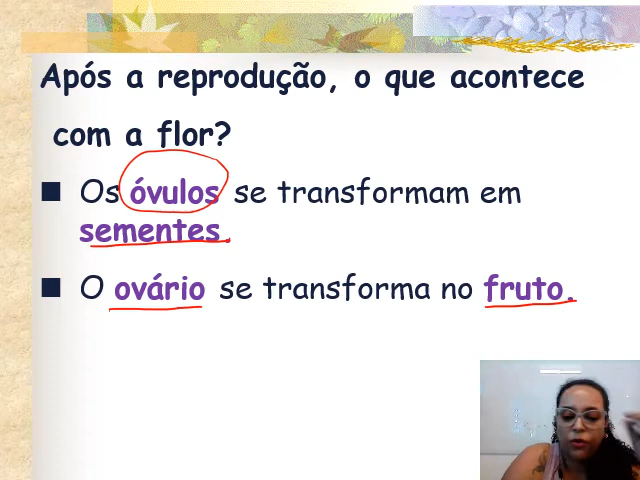 Após a reprodução, o que acontece
com a flor?
Os óvulos se transformam em
sementes.
O ovário se transforma no fruto.